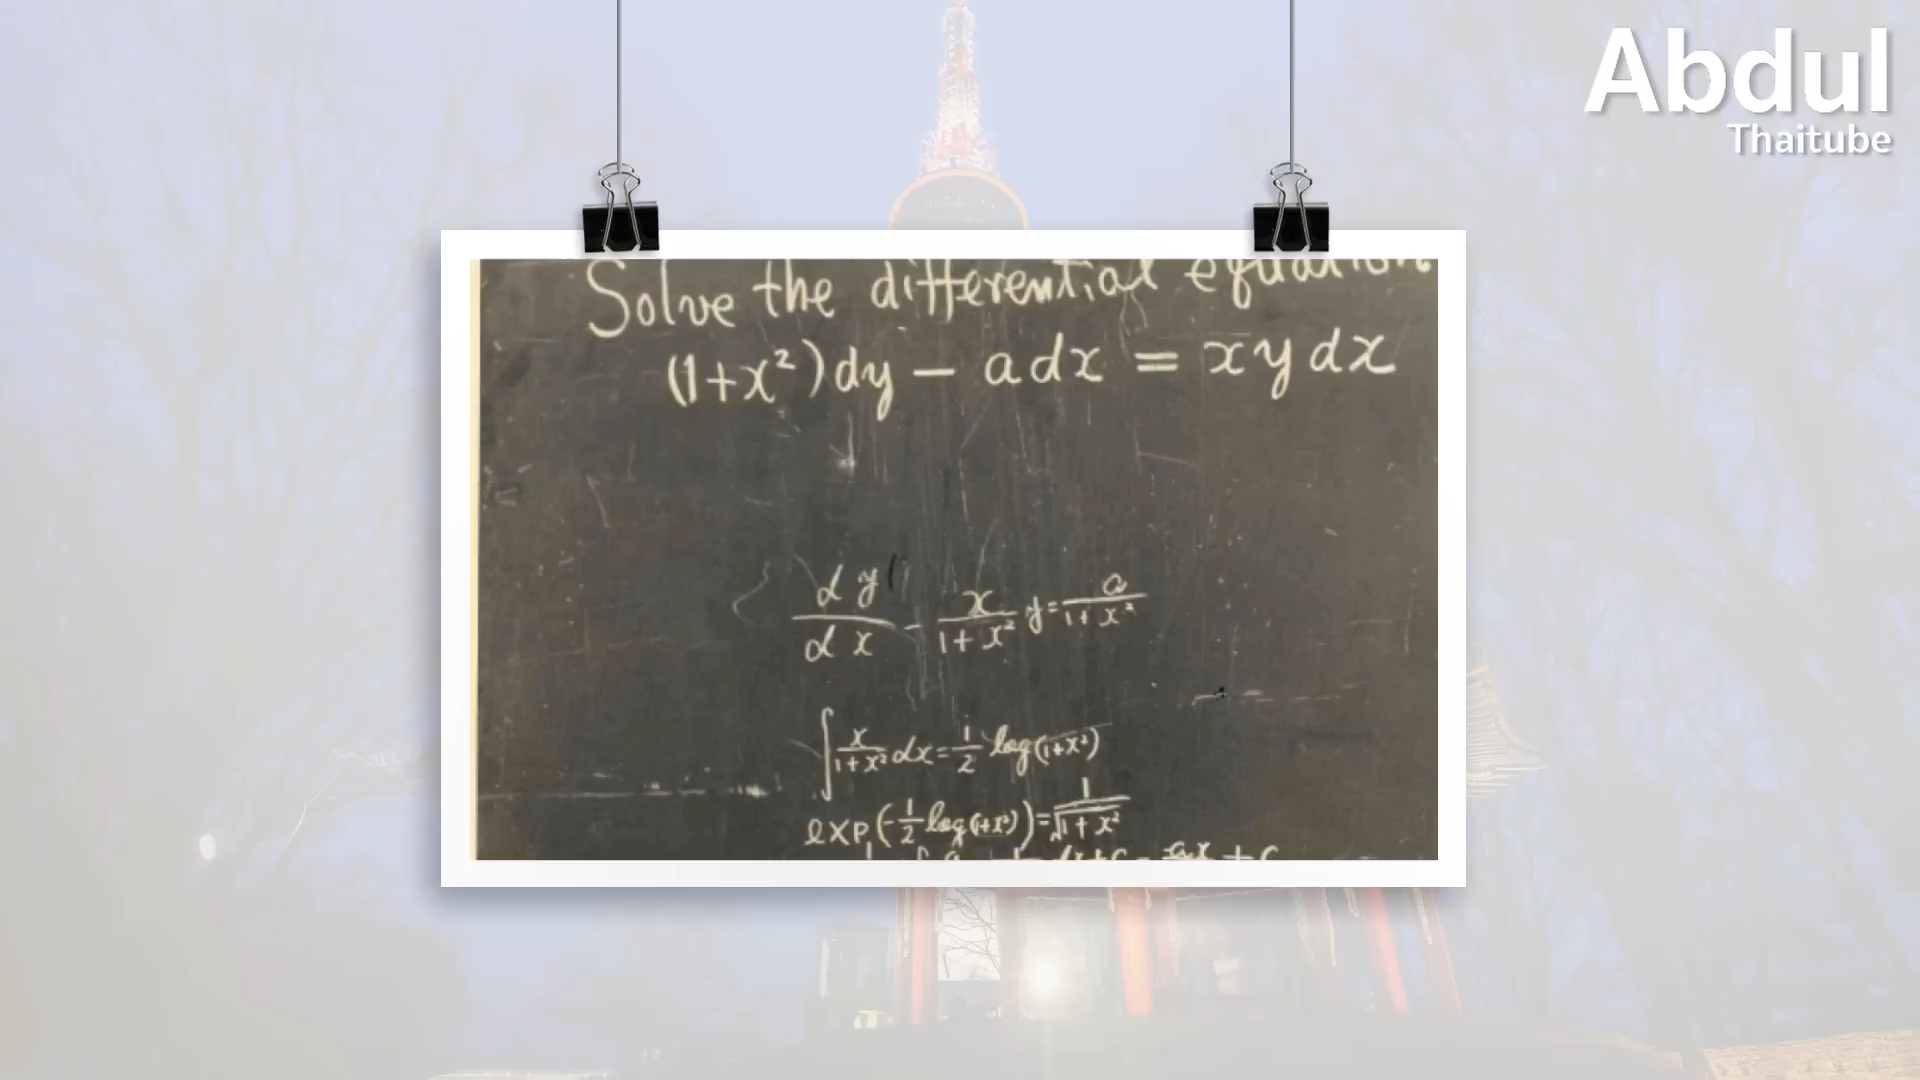 Abdul
Thaitube
Solve the differential equation
(1+x²)dy − adx = xydx
dy/dx − x/(1+x²) y = a/(1+x²)
∫ x/(1+x²) dx = 1/2 log(1+x²)
exp(−1/2 log(1+x²)) = 1/√(1+x²)